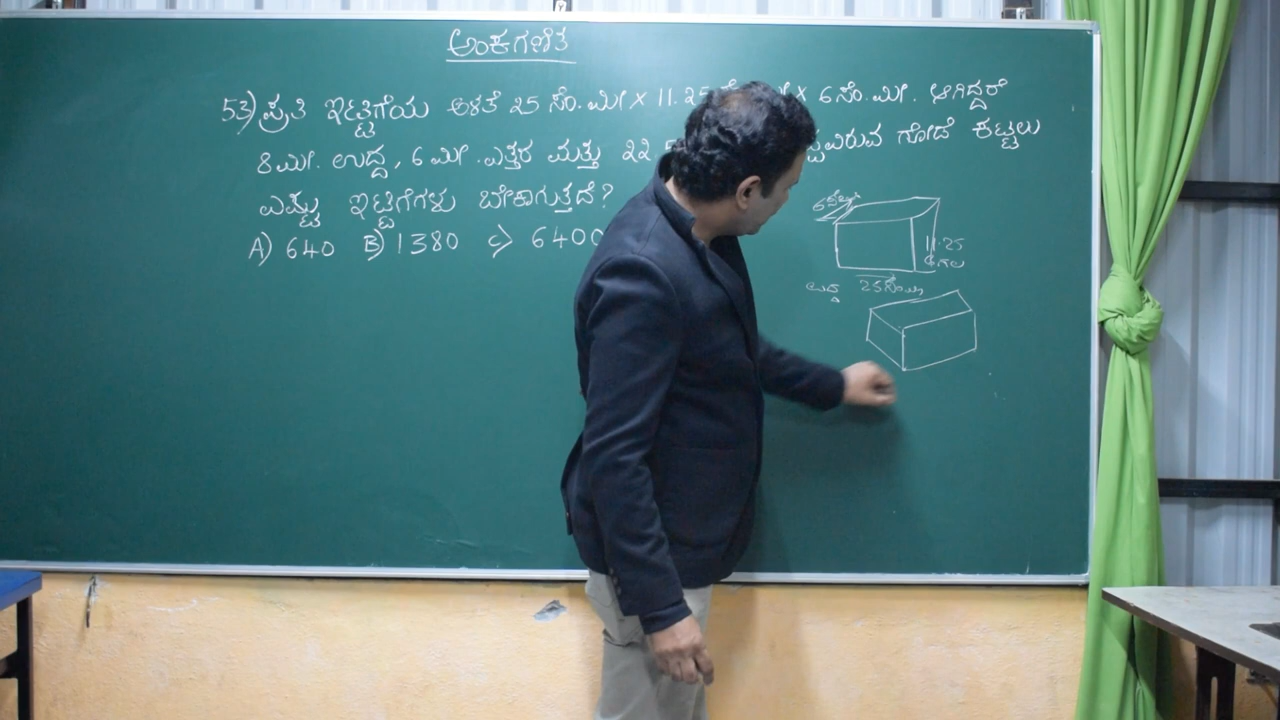 ಅಂಕಗಣಿತ
53) ಪ್ರತಿ ಇಟ್ಟಿಗೆಯ ಅಳತೆ 25 ಸೆಂ.ಮೀ × 11.25 × 6 ಸೆಂ.ಮೀ. ಆಗಿದ್ದರೆ
8 ಮೀ. ಉದ್ದ, 6 ಮೀ. ಎತ್ತರ ಮತ್ತು 22 ಗೋಡೆ ಕಟ್ಟಲು
ಎಷ್ಟು ಇಟ್ಟಿಗೆಗಳು ಬೇಕಾಗುತ್ತದೆ?
A) 640 B) 1380 C) 6400
11.25
ಅಗಲ
ಉದ್ದ 25 ಸೆಂ.ಮೀ